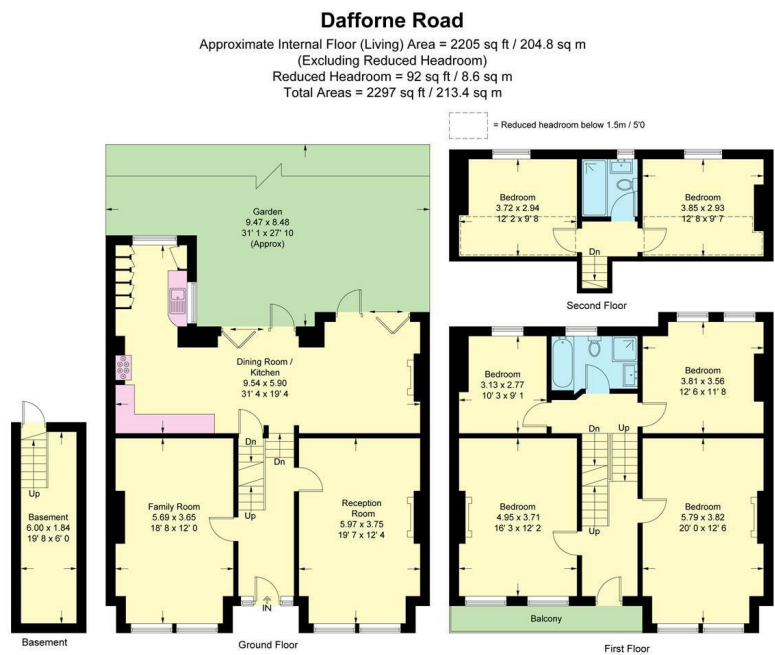 Dafforne Road
Approximate Internal Floor (Living) Area = 2205 sq ft / 204.8 sq m
(Excluding Reduced Headroom)
Reduced Headroom = 92 sq ft / 8.6 sq m
Total Areas = 2297 sq ft / 213.4 sq m
= Reduced headroom below 1.5m / 5'0
Bedroom
3.72 x 2.94
12' 2 x 9' 8
Bedroom
3.85 x 2.93
12' 8 x 9' 7
Dn
Second Floor
Garden
9.47 x 8.48
31' 1 x 27' 10
(Approx)
Dining Room /
Kitchen
9.54 x 5.90
31' 4 x 19' 4
Dn
Dn
Up
Family Room
5.69 x 3.65
18' 8 x 12' 0
Reception
Room
5.97 x 3.75
19' 7 x 12' 4
IN
Ground Floor
Up
Basement
6.00 x 1.84
19' 8 x 6' 0
Basement
Bedroom
3.13 x 2.77
10' 3 x 9' 1
Bedroom
3.81 x 3.56
12' 6 x 11' 8
Dn
Up
Bedroom
4.95 x 3.71
16' 3 x 12' 2
Bedroom
5.79 x 3.82
20' 0 x 12' 6
Up
Balcony
First Floor